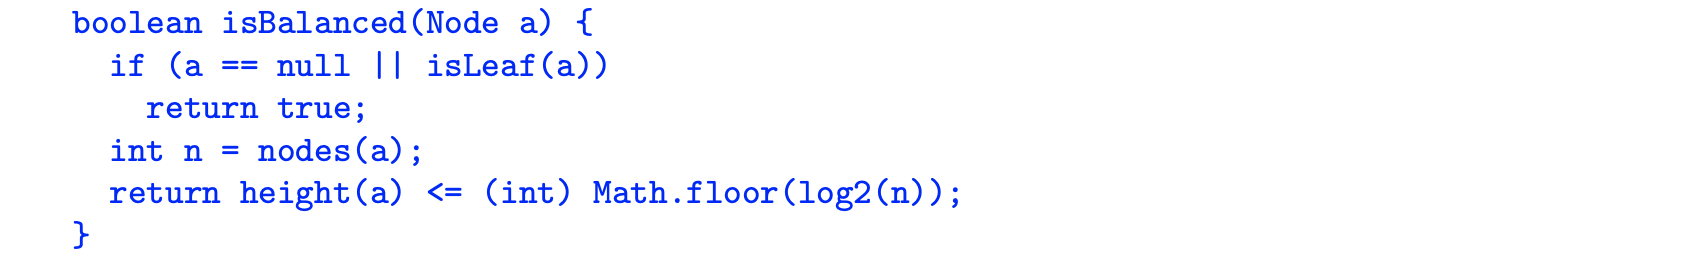 boolean isBalanced(Node a) {
  if (a == null || isLeaf(a))
    return true;
  int n = nodes(a);
  return height(a) <= (int) Math.floor(log2(n));
}